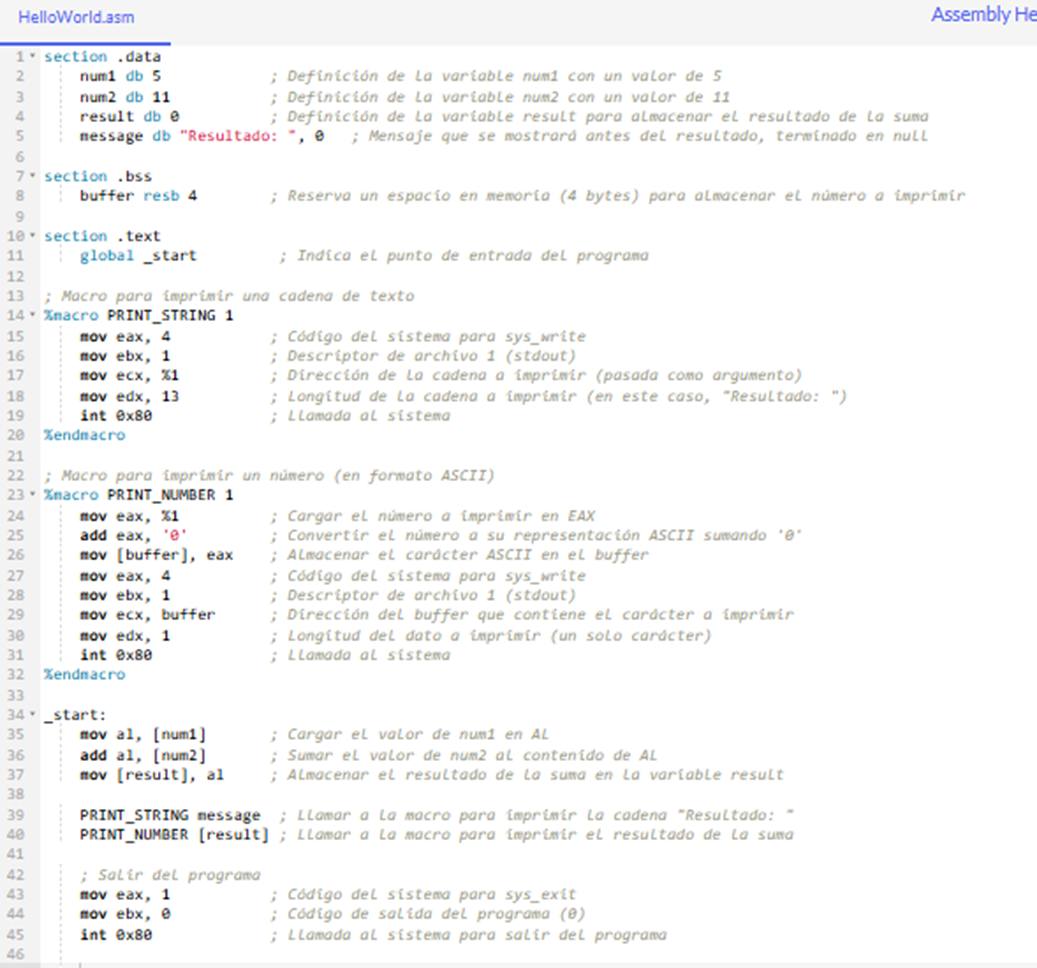 HelloWorld.asm
Assembly He
1 section .data
2     num1 db 5            ; Definición de la variable num1 con un valor de 5
3     num2 db 11           ; Definición de la variable num2 con un valor de 11
4     result db 0          ; Definición de la variable result para almacenar el resultado de la suma
5     message db "Resultado: ", 0   ; Mensaje que se mostrará antes del resultado, terminado en null
6
7 section .bss
8     buffer resb 4        ; Reserva un espacio en memoria (4 bytes) para almacenar el número a imprimir
9
10 section .text
11     global _start         ; Indica el punto de entrada del programa
12
13 ; Macro para imprimir una cadena de texto
14 %macro PRINT_STRING 1
15     mov eax, 4           ; Código del sistema para sys_write
16     mov ebx, 1           ; Descriptor de archivo 1 (stdout)
17     mov ecx, %1          ; Dirección de la cadena a imprimir (pasada como argumento)
18     mov edx, 13          ; Longitud de la cadena a imprimir (en este caso, "Resultado: ")
19     int 0x80             ; Llamada al sistema
20 %endmacro
21
22 ; Macro para imprimir un número (en formato ASCII)
23 %macro PRINT_NUMBER 1
24     mov eax, %1          ; Cargar el número a imprimir en EAX
25     add eax, '0'         ; Convertir el número a su representación ASCII sumando '0'
26     mov [buffer], eax    ; Almacenar el carácter ASCII en el buffer
27     mov eax, 4           ; Código del sistema para sys_write
28     mov ebx, 1           ; Descriptor de archivo 1 (stdout)
29     mov ecx, buffer      ; Dirección del buffer que contiene el carácter a imprimir
30     mov edx, 1           ; Longitud del dato a imprimir (un solo carácter)
31     int 0x80             ; Llamada al sistema
32 %endmacro
33
34 _start:
35     mov al, [num1]       ; Cargar el valor de num1 en AL
36     add al, [num2]       ; Sumar el valor de num2 al contenido de AL
37     mov [result], al     ; Almacenar el resultado de la suma en la variable result
38
39     PRINT_STRING message  ; Llamar a la macro para imprimir la cadena "Resultado: "
40     PRINT_NUMBER [result] ; Llamar a la macro para imprimir el resultado de la suma
41
42     ; Salir del programa
43     mov eax, 1           ; Código del sistema para sys_exit
44     mov ebx, 0           ; Código de salida del programa (0)
45     int 0x80             ; Llamada al sistema para salir del programa
46